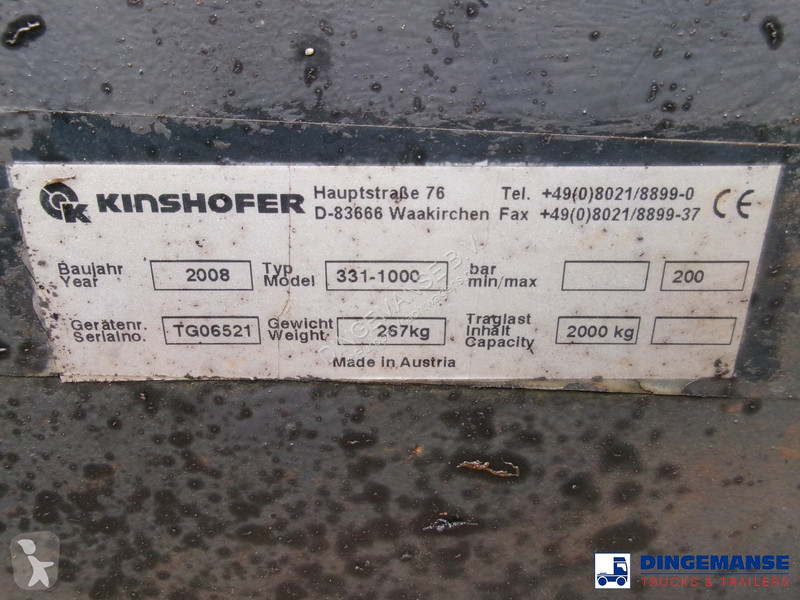 KINSHOFER
Hauptstraße 76 Tel. +49(0)8021/8899-0
D-83666 Waakirchen Fax +49(0)8021/8899-37
CE
Baujahr
Year
2008
Typ
Model
331-1000
bar
min/max
200
Gerätenr.
Serialno.
TG06521
Gewicht
Weight
267kg
Traglast
Inhalt
Capacity
2000 kg
Made in Austria
DINGEMANSE B.V.
DINGEMANSE
TRUCKS & TRAILERS